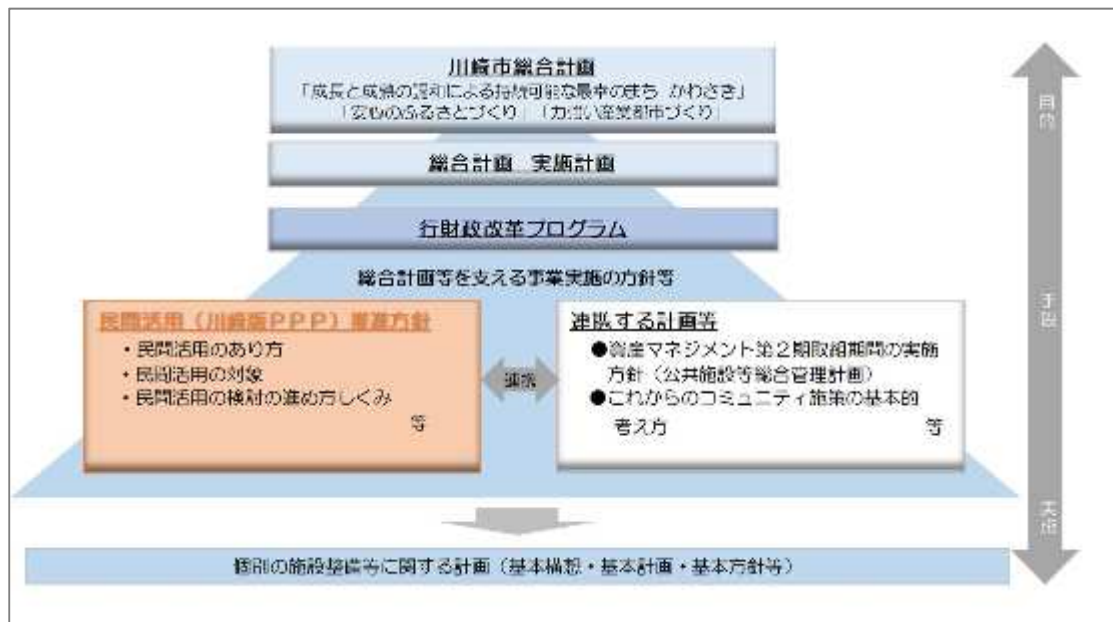 川崎市総合計画
「成長と成熟の調和による持続可能な最幸のまち かわさき」
「安心のふるさとづくり」「力強い産業都市づくり」
総合計画 実施計画
行財政改革プログラム
総合計画等を支える事業実施の方針等
民間活用（川崎版ＰＰＰ）推進方針
・民間活用のあり方
・民間活用の対象
・民間活用の検討の進め方しくみ
等
連携
連携する計画等
●資産マネジメント第２期取組期間の実施
方針（公共施設等総合管理計画）
●これからのコミュニティ施策の基本的
考え方 等
個別の施設整備等に関する計画（基本構想・基本計画・基本方針等）
目的
手段
実施